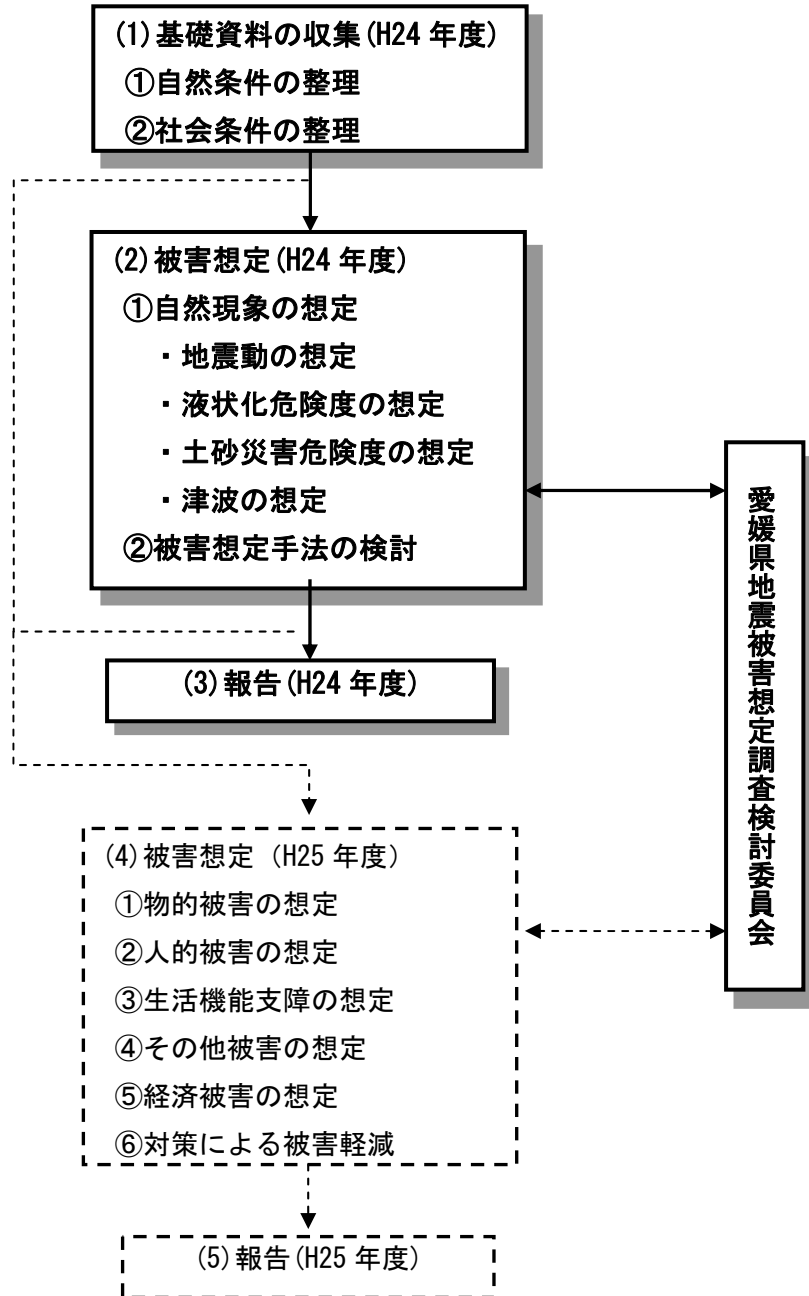 (1)基礎資料の収集(H24 年度)
①自然条件の整理
②社会条件の整理
(2)被害想定(H24 年度)
①自然現象の想定
・地震動の想定
・液状化危険度の想定
・土砂災害危険度の想定
・津波の想定
②被害想定手法の検討
愛媛県地震被害想定調査検討委員会
(3)報告(H24 年度)
(4)被害想定 (H25 年度)
①物的被害の想定
②人的被害の想定
③生活機能支障の想定
④その他被害の想定
⑤経済被害の想定
⑥対策による被害軽減
(5)報告(H25 年度)